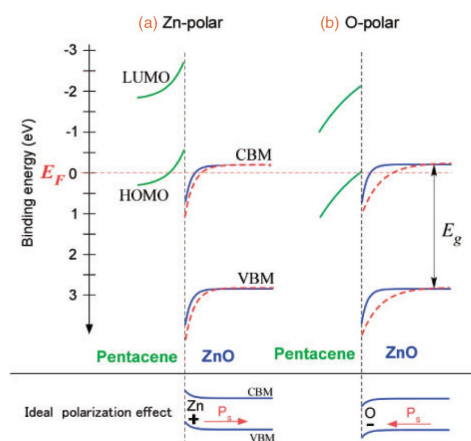 (a) Zn-polar
(b) O-polar
Binding energy (eV)
-3
-2
-1
0
1
2
3
E_F
LUMO
HOMO
CBM
VBM
E_g
Pentacene ZnO
Pentacene ZnO
Ideal polarization effect
Zn
+
P_s
CBM
VBM
O
-
P_s